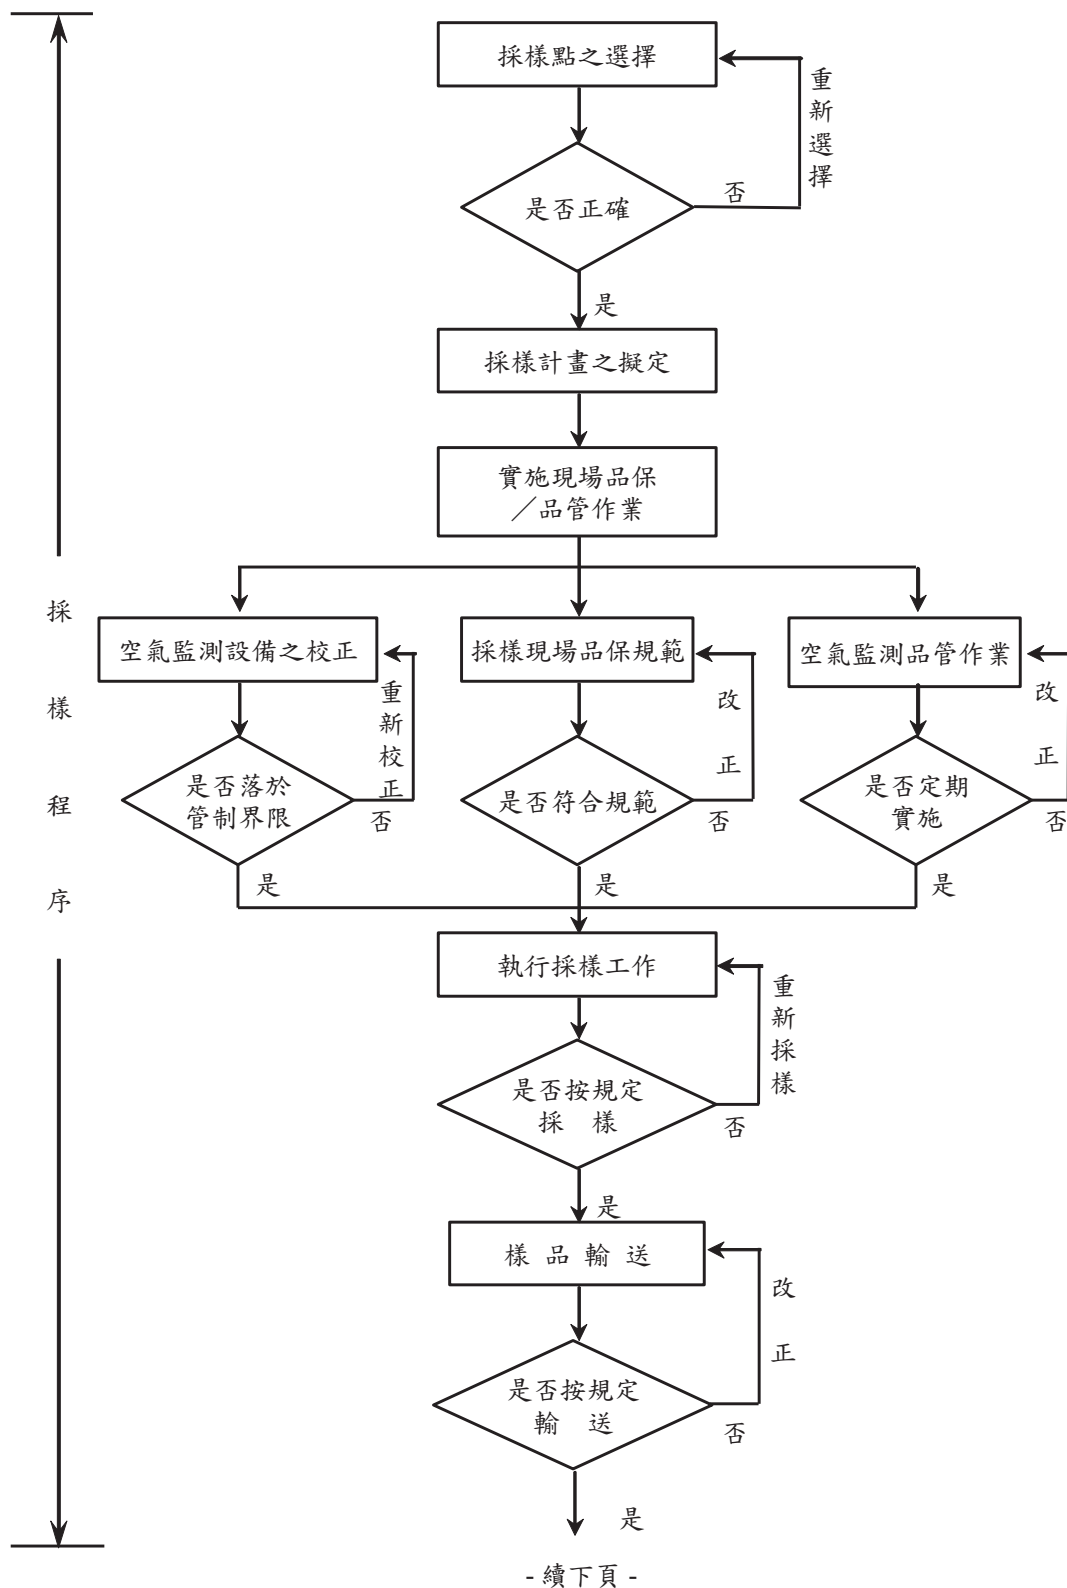 採樣點之選擇
重新選擇
是否正確
否
是
採樣計畫之擬定
實施現場品保
／品管作業
採樣程序
空氣監測設備之校正
重新校正
是否落於
管制界限
否
是
採樣現場品保規範
改正
是否符合規範
否
是
空氣監測品管作業
改正
是否定期
實施
否
是
執行採樣工作
重新採樣
是否按規定
採　樣
否
是
樣 品 輸 送
改正
是否按規定
輸　送
否
是
- 續下頁 -